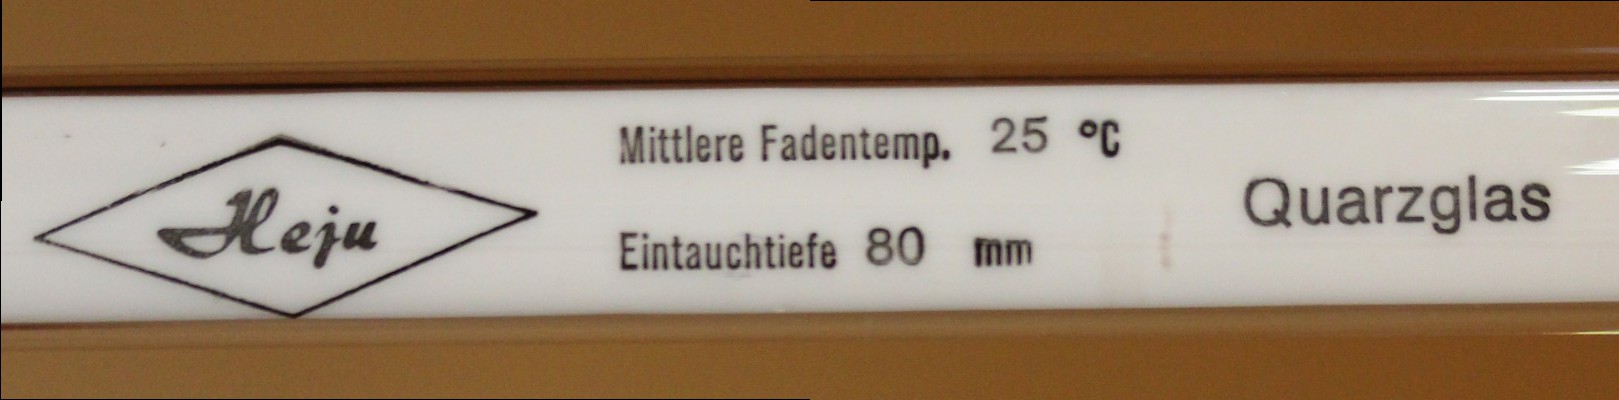 Heju
Mittlere Fadentemp. 25 °C
Eintauchtiefe 80 mm
Quarzglas